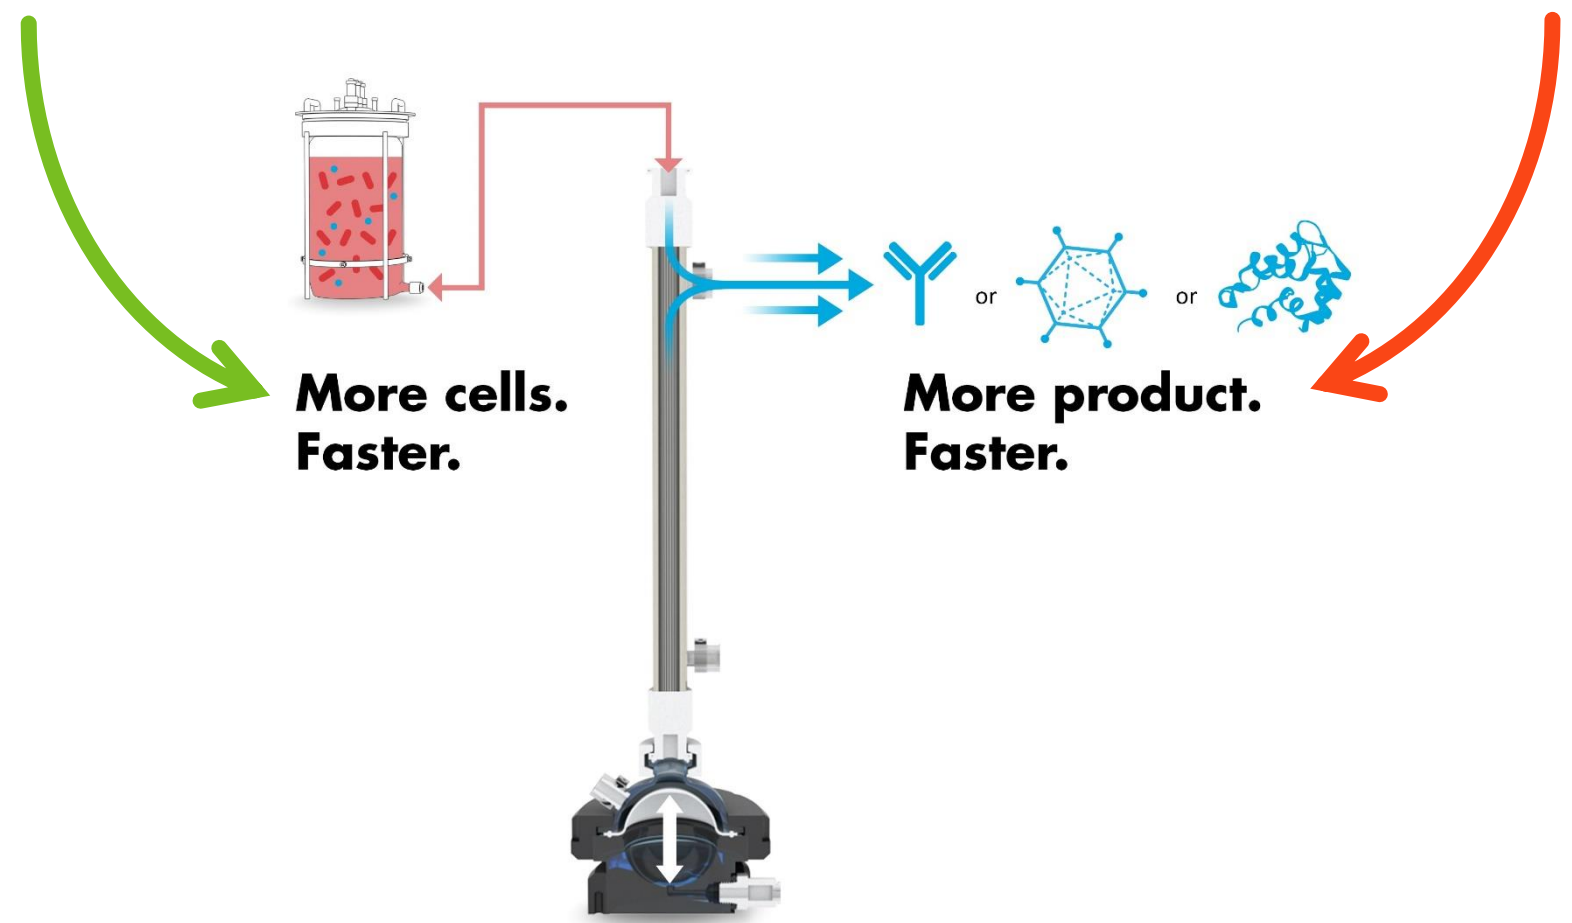 or
or
More cells.
Faster.
More product.
Faster.